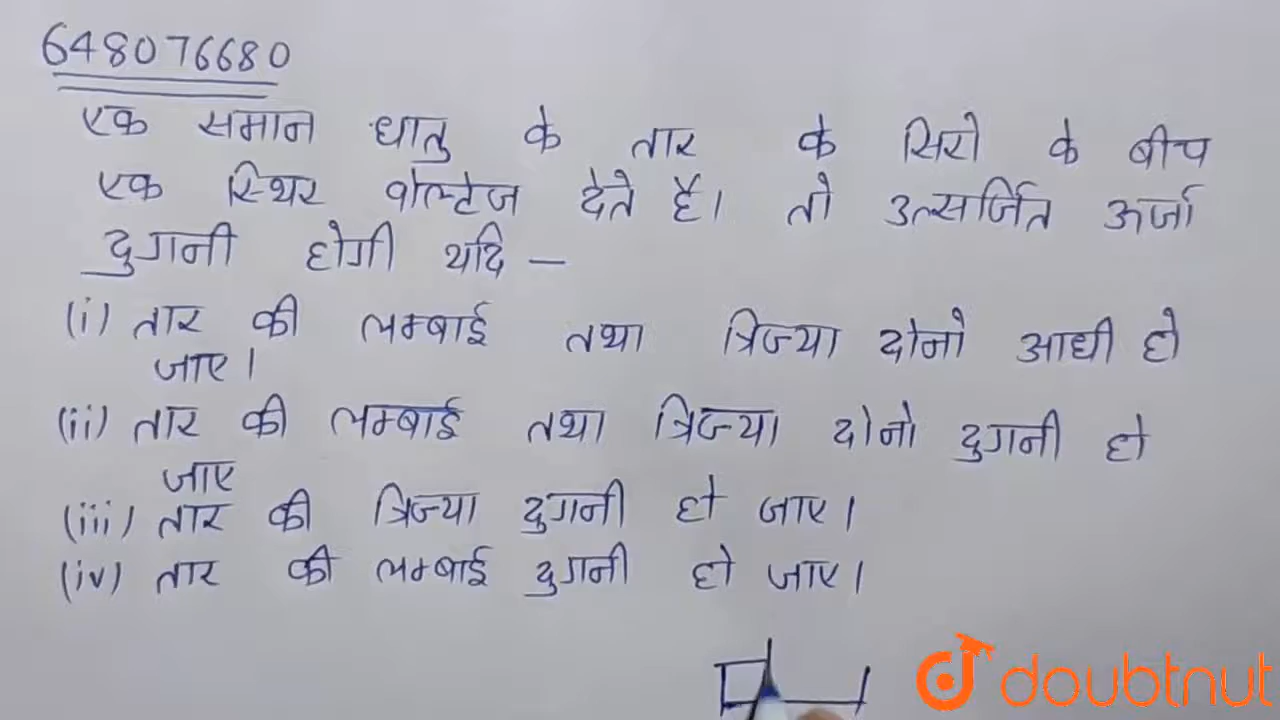 648076680
एक समान धातु के तार के सिरो के बीच
एक स्थिर वोल्टेज देते हैं। तो उत्सर्जित ऊर्जा
दुगनी होगी यदि –
(i) तार की लम्बाई तथा त्रिज्या दोनो आधी हो
जाए।
(ii) तार की लम्बाई तथा त्रिज्या दोनो दुगनी हो
जाए
(iii) तार की त्रिज्या दुगनी हो जाए।
(iv) तार की लम्बाई दुगनी हो जाए।
doubtnut